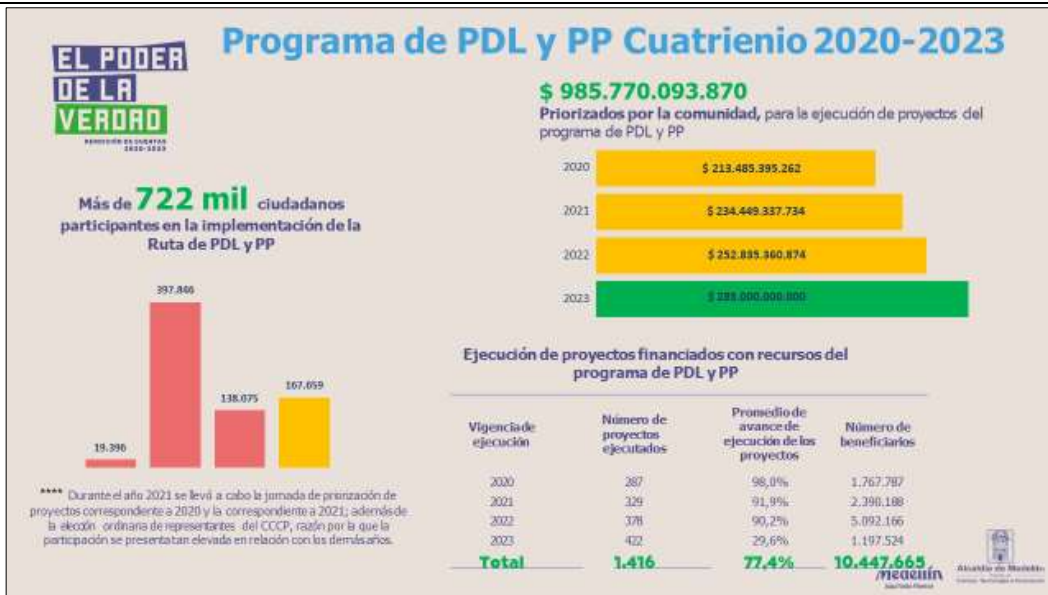 Programa de PDL y PP Cuatrienio 2020-2023
EL PODER
DE LA
VERDAD
RENDICIÓN DE CUENTAS
2020-2023
$ 985.770.093.870
Priorizados por la comunidad, para la ejecución de proyectos del
programa de PDL y PP
2020 $ 213.485.395.262
2021 $ 234.449.337.734
2022 $ 252.835.360.874
2023 $ 285.000.000.000
Más de 722 mil ciudadanos
participantes en la implementación de la
Ruta de PDL y PP
19.396
397.846
138.075
167.059
**** Durante el año 2021 se llevó a cabo la jornada de priorización de
proyectos correspondiente a 2020 y la correspondiente a 2021; además de
la elección ordinaria de representantes del CCCP, razón por la que la
participación se presenta tan elevada en relación con los demás años.
Ejecución de proyectos financiados con recursos del
programa de PDL y PP
Vigencia de ejecución Número de proyectos ejecutados Promedio de avance de ejecución de los proyectos Número de beneficiarios
2020 287 98,0% 1.767.787
2021 329 91,9% 2.390.188
2022 378 90,2% 5.092.166
2023 422 29,6% 1.197.524
Total 1.416 77,4% 10.447.665
Medellín
Alcaldía de Medellín